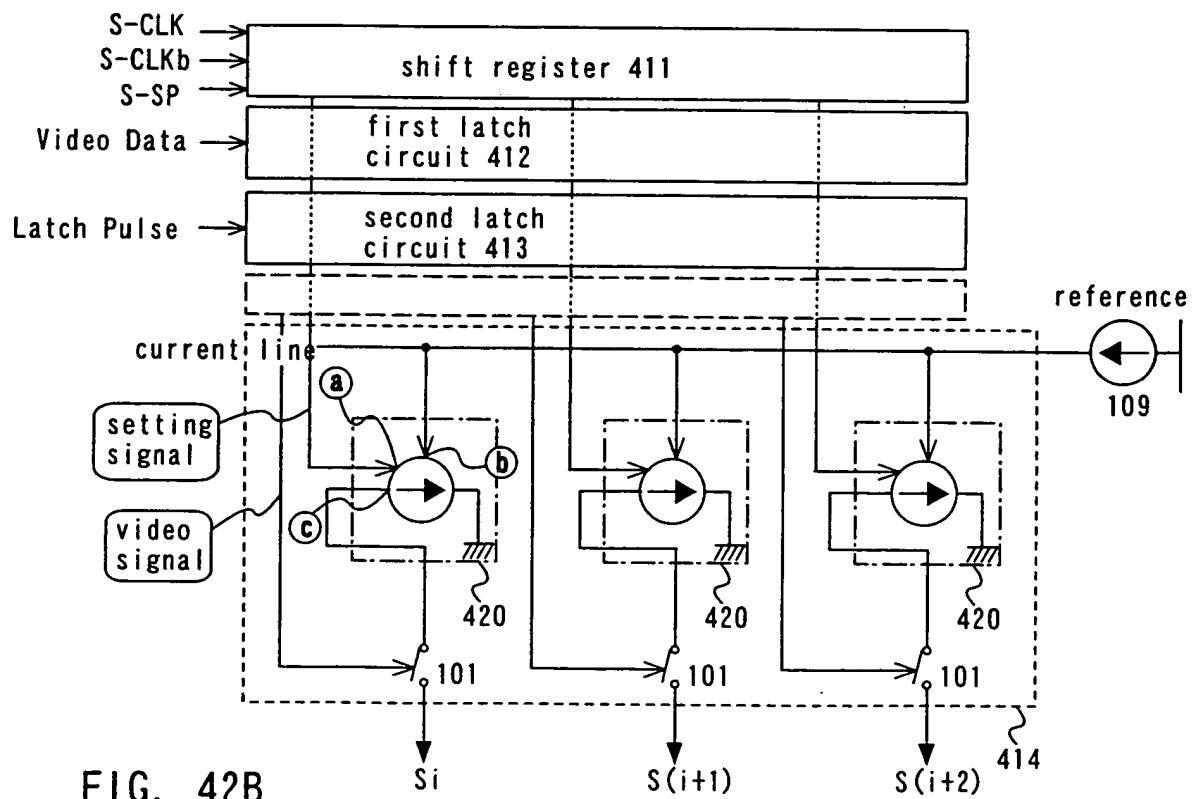 S-CLK
S-CLKb
S-SP
shift register 411
Video Data
first latch
circuit 412
Latch Pulse
second latch
circuit 413
reference
current line
109
a
setting
signal
b
c
video
signal
420
420
420
101
101
101
414
Si
S(i+1)
S(i+2)
FIG. 42B